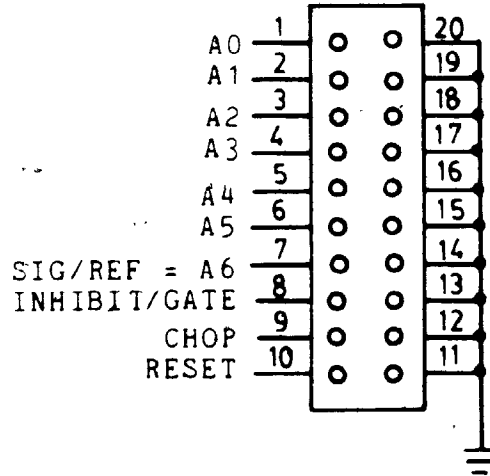 A0 1 20
A1 2 19
A2 3 18
A3 4 17
A4 5 16
A5 6 15
SIG/REF = A6 7 14
INHIBIT/GATE 8 13
CHOP 9 12
RESET 10 11